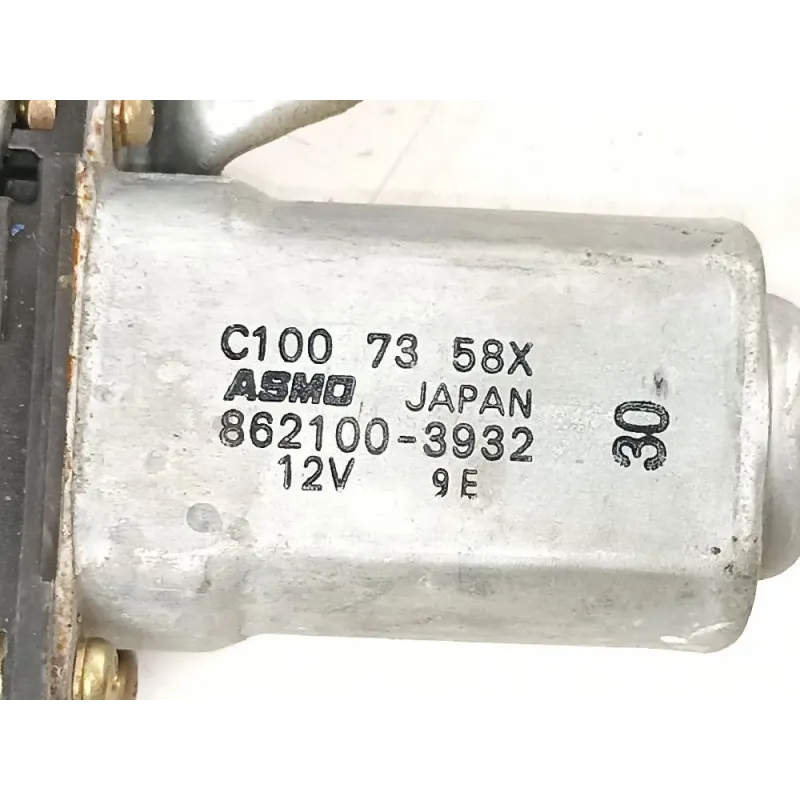 C100 73 58X
ASMO JAPAN
862100-3932
12V 9E
30